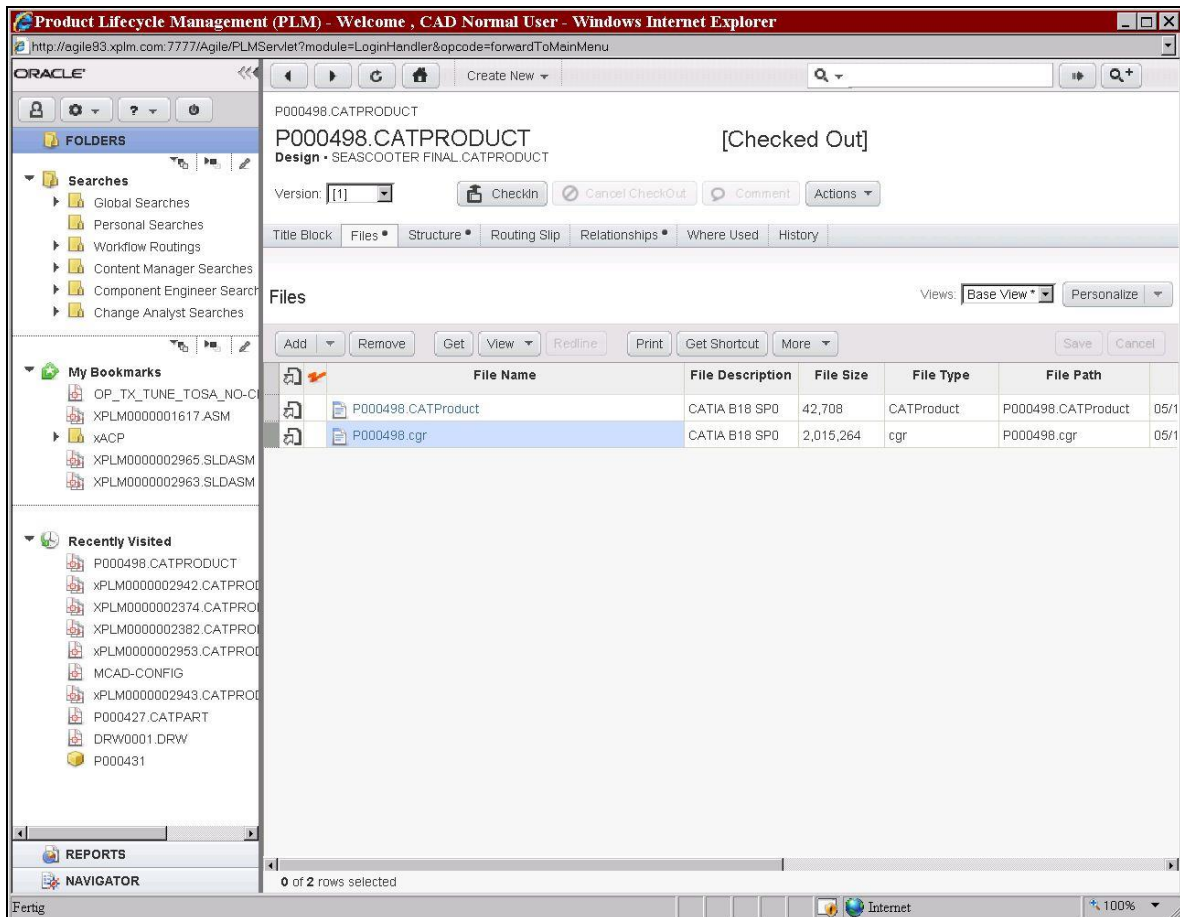 Product Lifecycle Management (PLM) - Welcome , CAD Normal User - Windows Internet Explorer
http://agile93.xplm.com:7777/Agile/PLMServlet?module=LoginHandler&opcode=forwardToMainMenu
ORACLE'
Create New
FOLDERS
Searches
Global Searches
Personal Searches
Workflow Routings
Content Manager Searches
Component Engineer Search
Change Analyst Searches
My Bookmarks
OP_TX_TUNE_TOSA_NO-CI
XPLM0000001617.ASM
xACP
XPLM0000002965.SLDASM
XPLM0000002963.SLDASM
Recently Visited
P000498.CATPRODUCT
xPLM0000002942.CATPROD
XPLM0000002374.CATPROI
XPLM0000002382.CATPROI
xPLM0000002953.CATPROD
MCAD-CONFIG
xPLM0000002943.CATPROD
P000427.CATPART
DRW0001.DRW
P000431
REPORTS
NAVIGATOR
P000498.CATPRODUCT
P000498.CATPRODUCT [Checked Out]
Design • SEASCOOTER FINAL.CATPRODUCT
Version: [1] CheckIn Cancel CheckOut Comment Actions
Title Block Files • Structure • Routing Slip Relationships • Where Used History
Files Views: Base View * Personalize
Add Remove Get View Redline Print Get Shortcut More Save Cancel
File Name File Description File Size File Type File Path
P000498.CATProduct CATIA B18 SP0 42,708 CATProduct P000498.CATProduct 05/1
P000498.cgr CATIA B18 SP0 2,015,264 cgr P000498.cgr 05/1
0 of 2 rows selected
Fertig Internet 100%